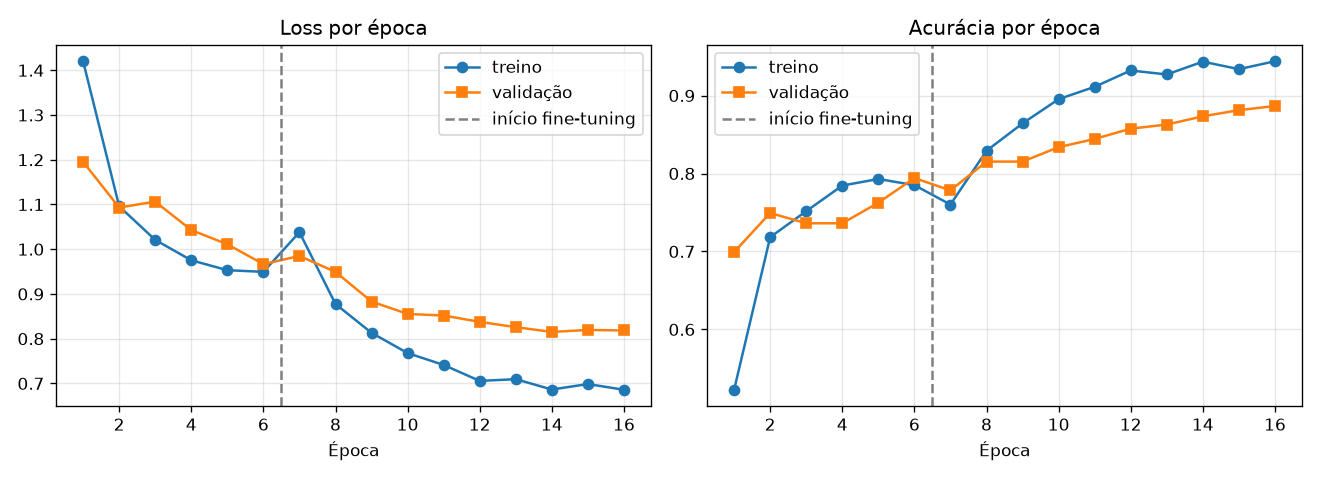 Loss por época
treino
validação
início fine-tuning
1.4
1.3
1.2
1.1
1.0
0.9
0.8
0.7
2 4 6 8 10 12 14 16
Época
Acurácia por época
treino
validação
início fine-tuning
0.9
0.8
0.7
0.6
2 4 6 8 10 12 14 16
Época